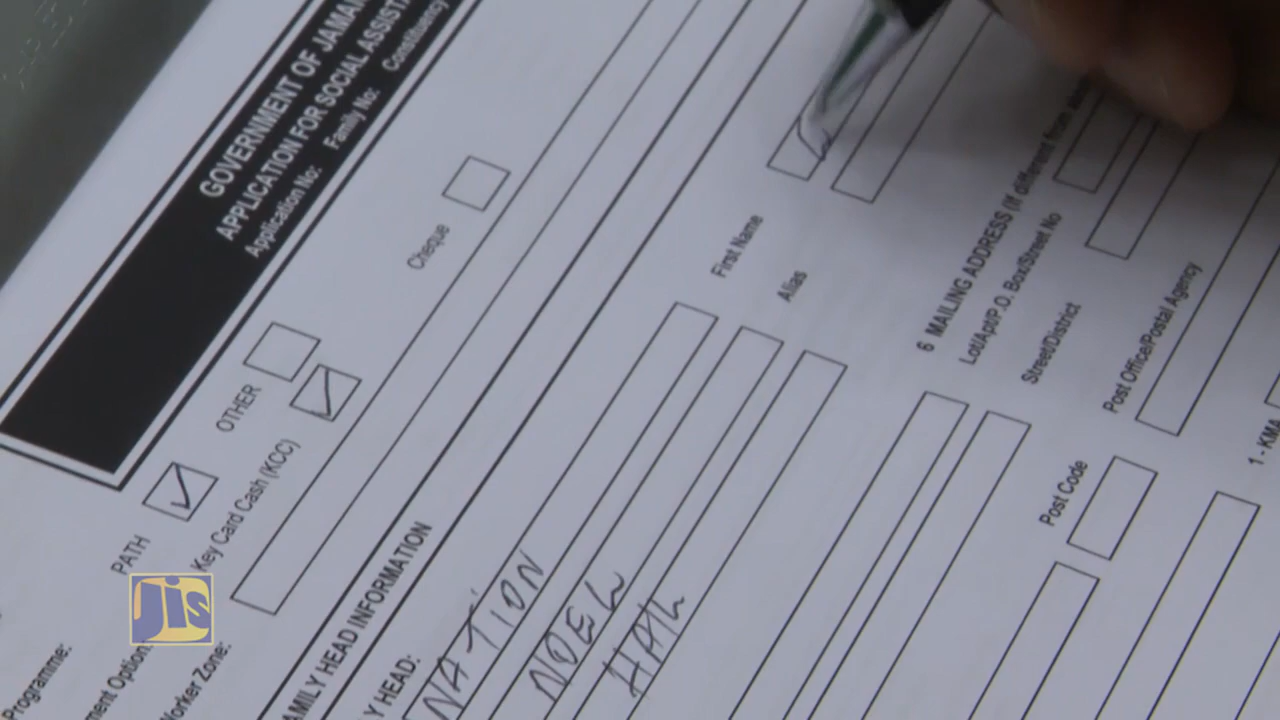 GOVERNMENT OF JAMAI
APPLICATION FOR SOCIAL ASSISTA
Application No: Family No: Constituency
Programme: PATH ✓ OTHER
ment Option: Key Card Cash (KCC) ✓ Cheque
Worker Zone:
AMILY HEAD INFORMATION
Y HEAD:
NATION First Name
NOEL Alias
HAIL
6 MAILING ADDRESS (If different from
Lot/Apt/P.O. Box/Street No
Street/District
Post Office/Postal Agency
Post Code
1 - KMA
JIS